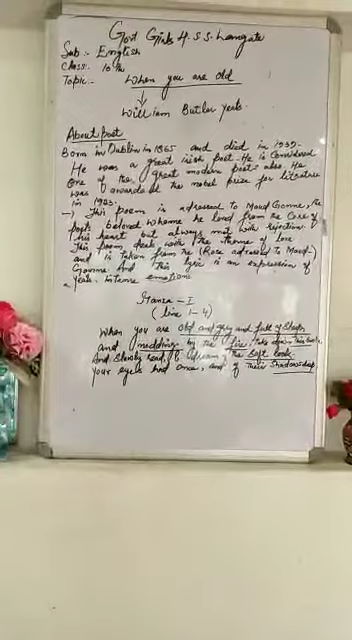 Govt Girls H.S.S. Langate
Sub:- English
Class:- 10th
Topic:- When you are old
William Butler Yeats.
About poet
Born in Dublin in 1865 and died in 1939.
He was a great irish poet. He is considered
One of the great modern poets also He
was awarded the nobel prize for literature
in 1923.
→ This poem is adressed to Maud Gonne, the
poets beloved whome he loved from the Core of
his heart but always met with rejection.
This poem deals with the theme of love
and is taken from the (Rose adressed to Maud-
Gounne. And this lyric is an expression of
a Years. intense emotions
Stanza - I
(line 1-4)
When you are old and grey and full of sleep,
and nodding by the fire, take down this book,
And slowly read, & dream of the soft look
Your eyes had once, and of their Shadows deep